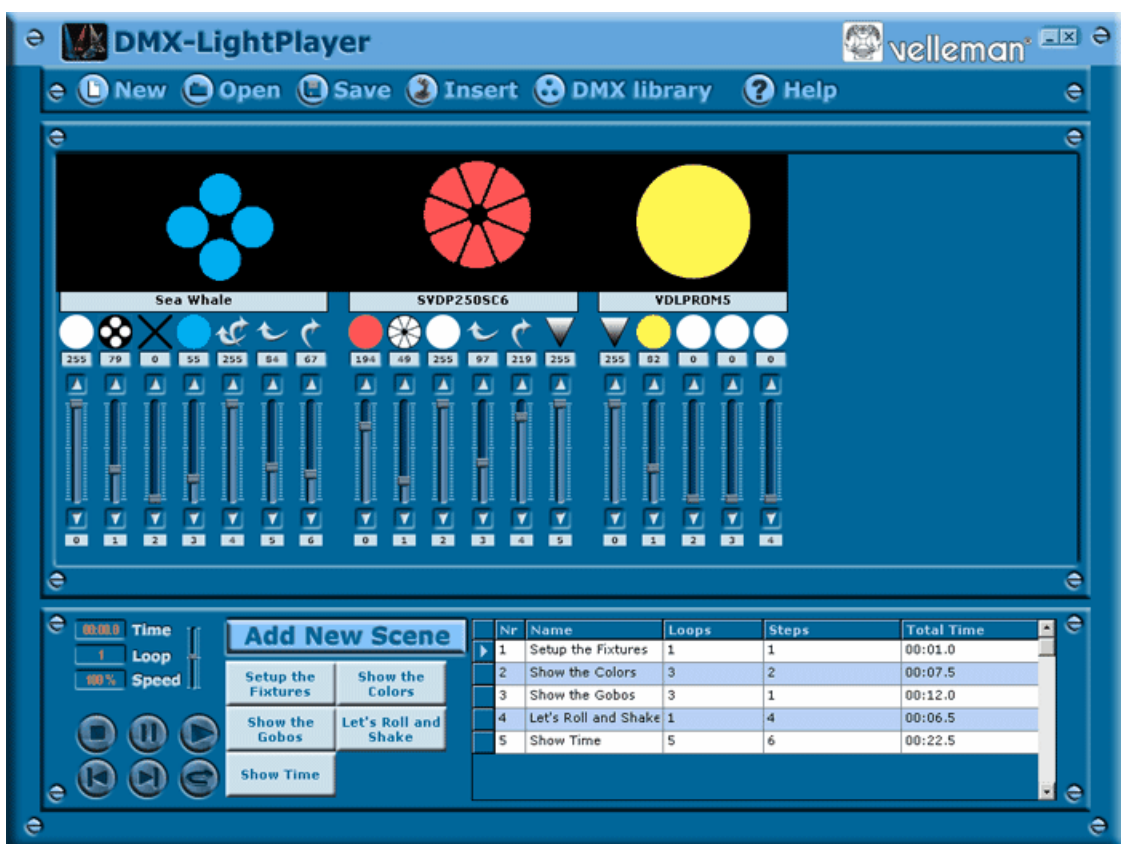 DMX-LightPlayer
velleman®
New Open Save Insert DMX library Help
Sea Whale SVDP250SC6 VDLPROM5
255 79 0 55 255 84 67 194 49 255 97 219 255 255 82 0 0 0
0 1 2 3 4 5 6 0 1 2 3 4 5 0 1 2 3 4
00:00.0 Time
1 Loop
100 % Speed
Add New Scene
Setup the
Fixtures
Show the
Colors
Show the
Gobos
Let's Roll and
Shake
Show Time
Nr Name Loops Steps Total Time
1 Setup the Fixtures 1 1 00:01.0
2 Show the Colors 3 2 00:07.5
3 Show the Gobos 3 1 00:12.0
4 Let's Roll and Shake 1 4 00:06.5
5 Show Time 5 6 00:22.5